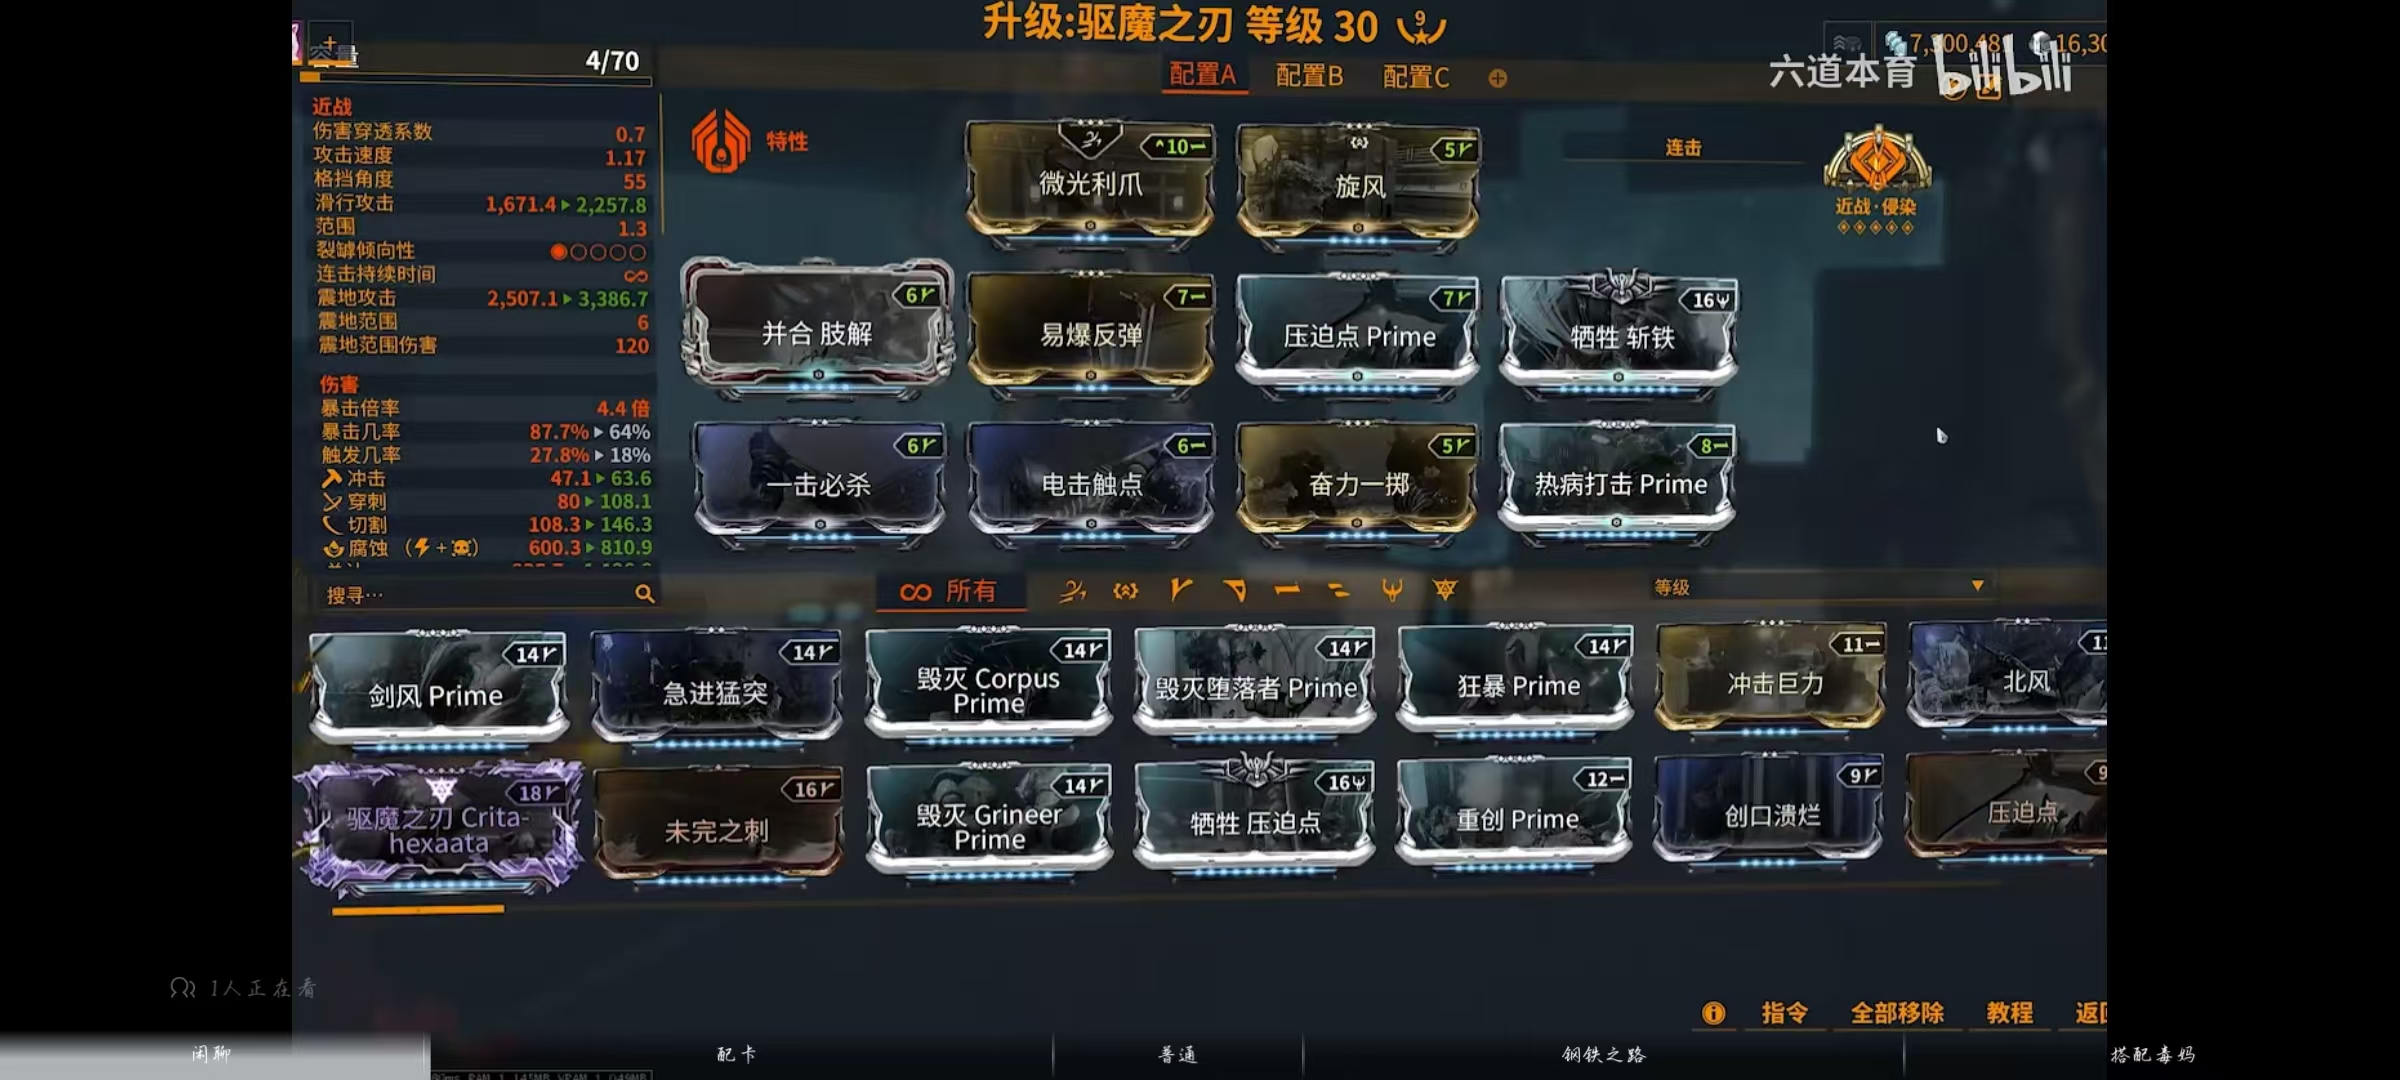 升级:驱魔之刃 等级 30
9
容量
4/70
7,300,481
16,30
六道本育 bilibili
配置A 配置B 配置C
近战
伤害穿透系数 0.7
攻击速度 1.17
格挡角度 55
滑行攻击 1,671.4 ▸ 2,257.8
范围 1.3
裂罅倾向性
连击持续时间 ∞
震地攻击 2,507.1 ▸ 3,386.7
震地范围 6
震地范围伤害 120
伤害
暴击倍率 4.4 倍
暴击几率 87.7% ▸ 64%
触发几率 27.8% ▸ 18%
冲击 47.1 ▸ 63.6
穿刺 80 ▸ 108.1
切割 108.3 ▸ 146.3
腐蚀 ( + ) 600.3 ▸ 810.9
特性
^10
微光利爪
5
旋风
连击
近战·侵染
6
并合 肢解
7
易爆反弹
7
压迫点 Prime
16
牺牲 斩铁
6
一击必杀
6
电击触点
5
奋力一掷
8
热病打击 Prime
搜寻…
∞ 所有
等级
14
剑风 Prime
14
急进猛突
14
毁灭 Corpus
Prime
14
毁灭堕落者 Prime
14
狂暴 Prime
11
冲击巨力
11
北风
18
驱魔之刃 Crita-
hexaata
16
未完之刺
14
毁灭 Grineer
Prime
16
牺牲 压迫点
12
重创 Prime
9
创口溃烂
9
压迫点
1人正在看
指令 全部移除 教程 返回
闲聊 配卡 普通 钢铁之路 搭配毒妈